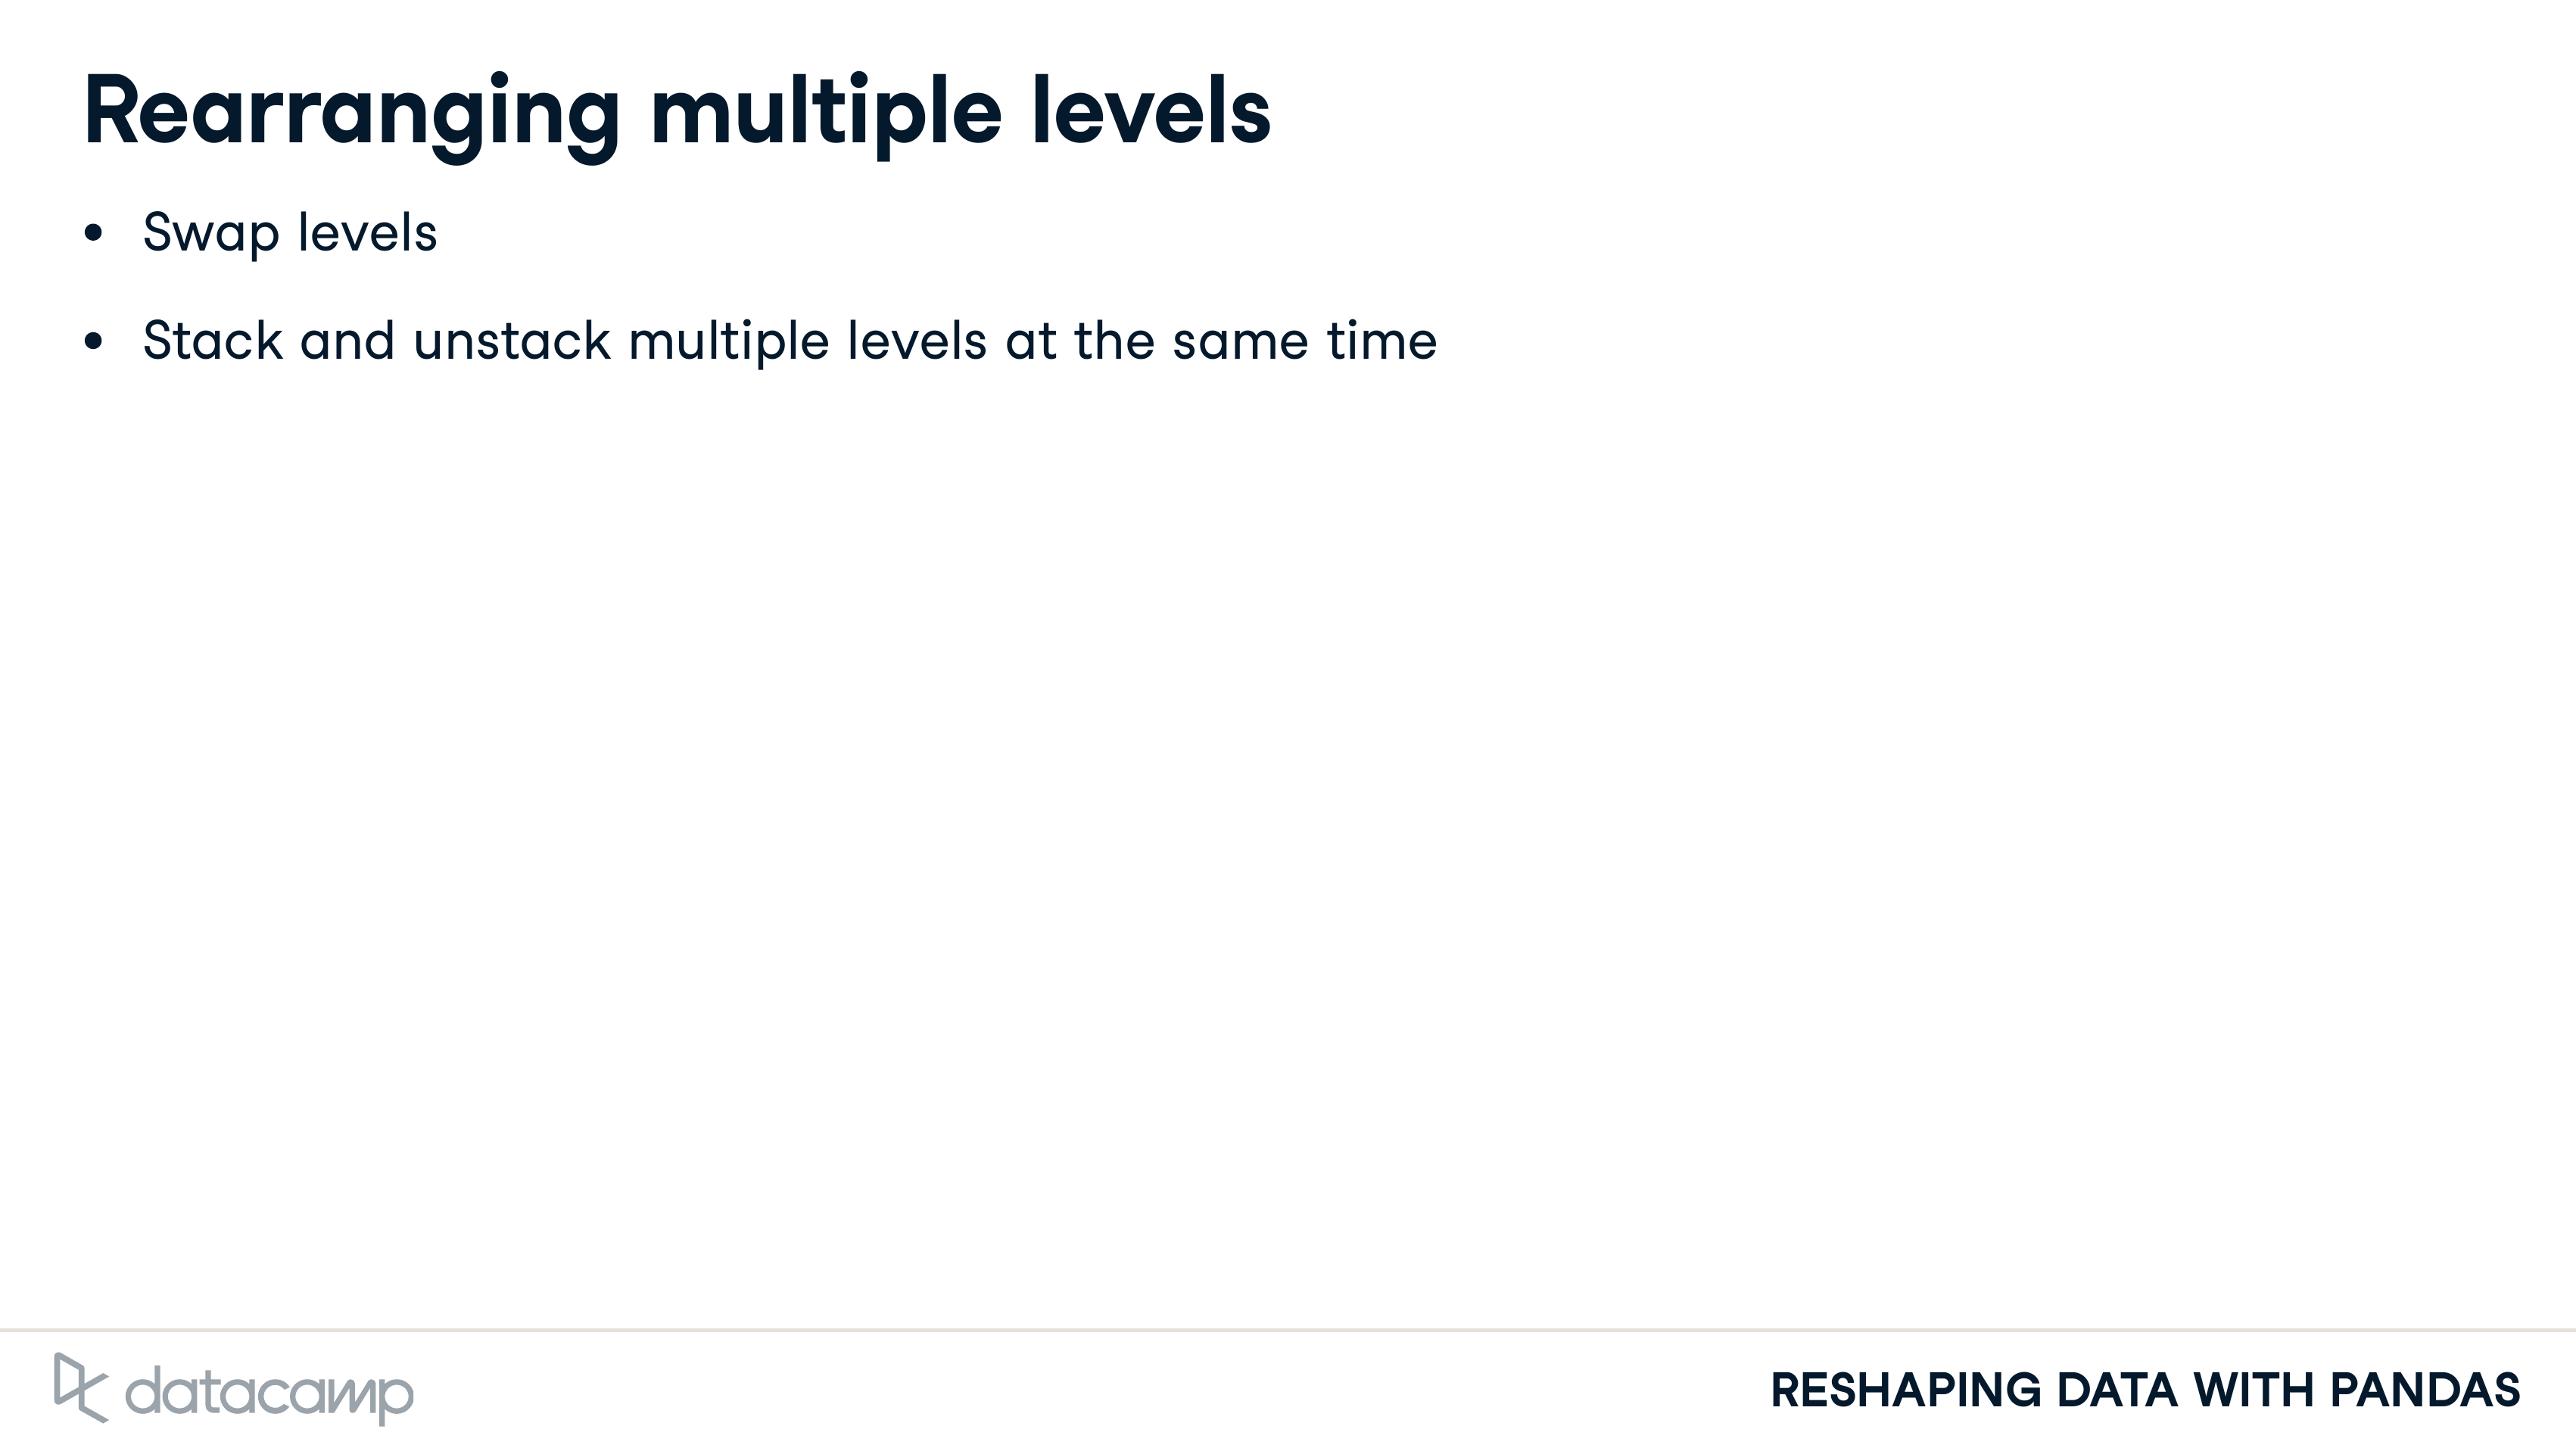 Rearranging multiple levels
• Swap levels
• Stack and unstack multiple levels at the same time
datacamp
RESHAPING DATA WITH PANDAS